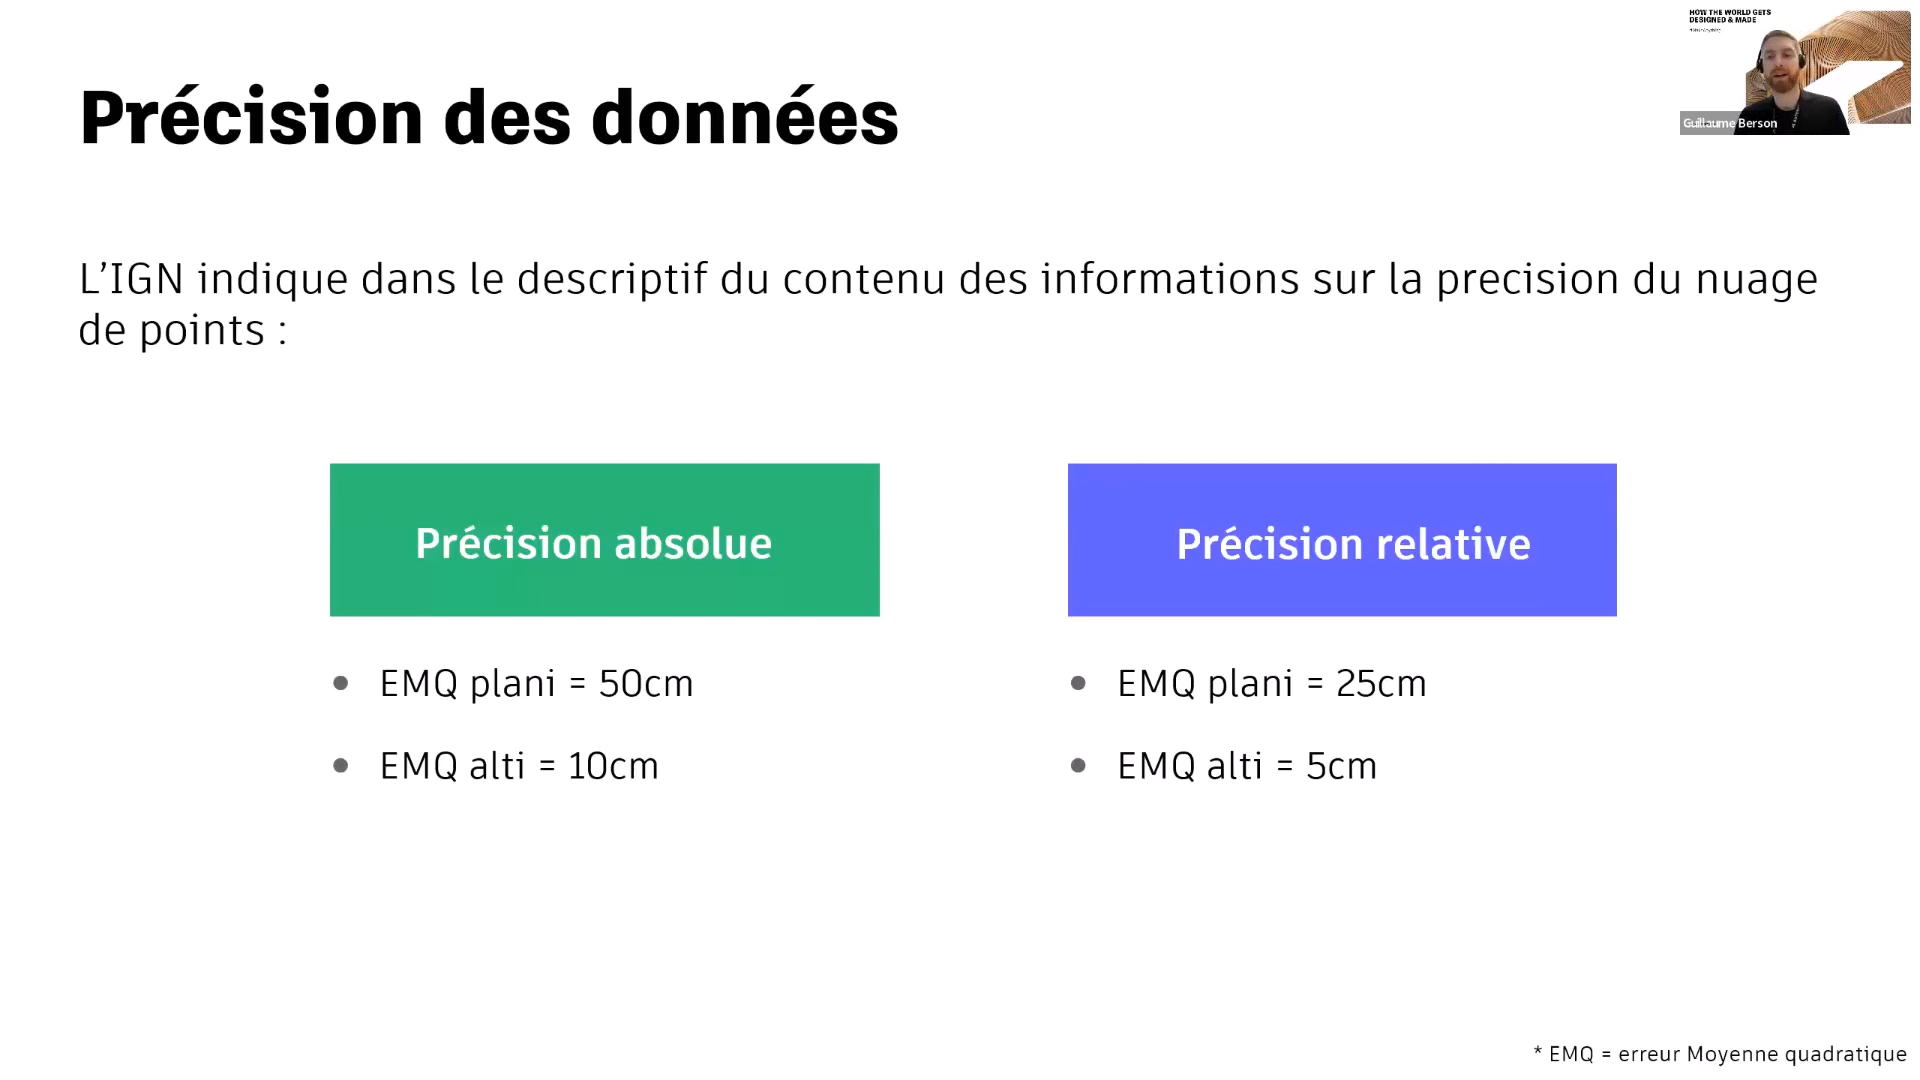 HOW THE WORLD GETS
DESIGNED & MADE
Guillaume Berson
Précision des données
L’IGN indique dans le descriptif du contenu des informations sur la precision du nuage
de points :
Précision absolue
• EMQ plani = 50cm
• EMQ alti = 10cm
Précision relative
• EMQ plani = 25cm
• EMQ alti = 5cm
* EMQ = erreur Moyenne quadratique